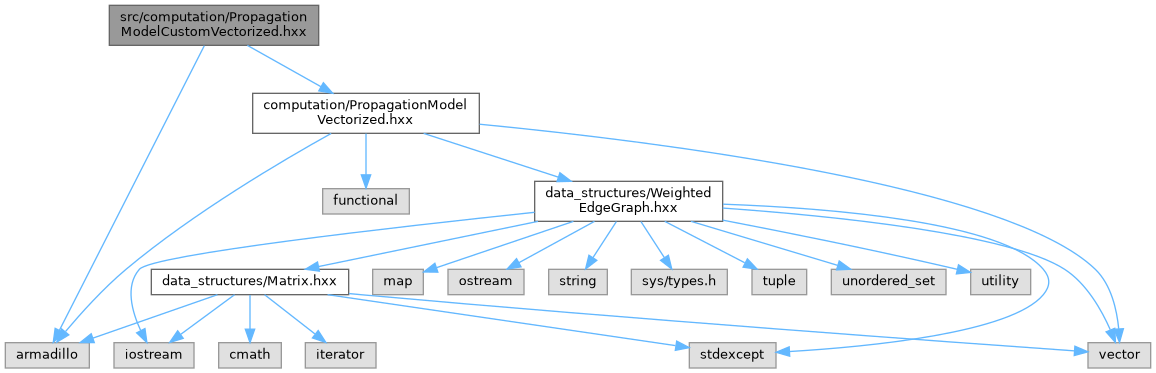 src/computation/Propagation
ModelCustomVectorized.hxx
computation/PropagationModel
Vectorized.hxx
functional
data_structures/Weighted
EdgeGraph.hxx
data_structures/Matrix.hxx
map
ostream
string
sys/types.h
tuple
unordered_set
utility
armadillo
iostream
cmath
iterator
stdexcept
vector